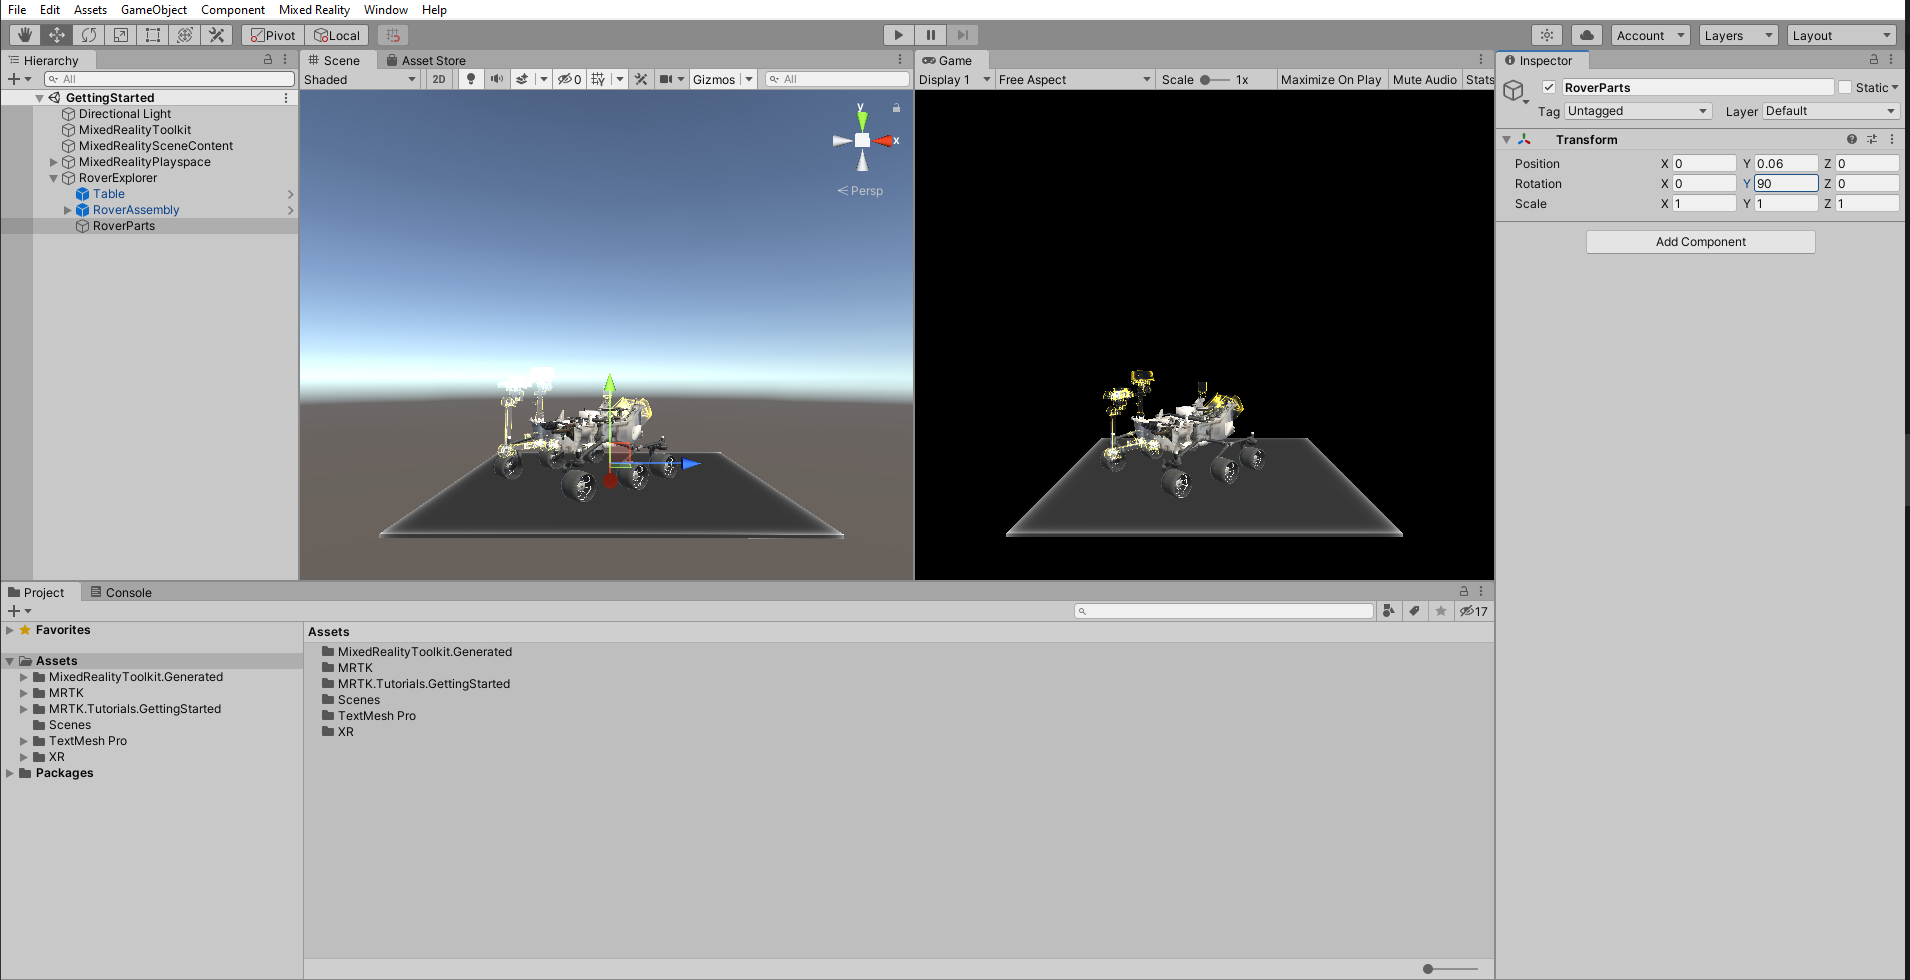 File Edit Assets GameObject Component Mixed Reality Window Help
Pivot Local Account Layers Layout
Hierarchy
All
GettingStarted
Directional Light
MixedRealityToolkit
MixedRealitySceneContent
MixedRealityPlayspace
RoverExplorer
Table
RoverAssembly
RoverParts
Scene Asset Store
Shaded 2D 0 Gizmos All
y
x
Persp
Game
Display 1 Free Aspect Scale 1x Maximize On Play Mute Audio Stats
Inspector
RoverParts Static
Tag Untagged Layer Default
Transform
Position X 0 Y 0.06 Z 0
Rotation X 0 Y 90 Z 0
Scale X 1 Y 1 Z 1
Add Component
Project Console
17
Favorites
Assets
MixedRealityToolkit.Generated
MRTK
MRTK.Tutorials.GettingStarted
Scenes
TextMesh Pro
XR
Packages
Assets
MixedRealityToolkit.Generated
MRTK
MRTK.Tutorials.GettingStarted
Scenes
TextMesh Pro
XR